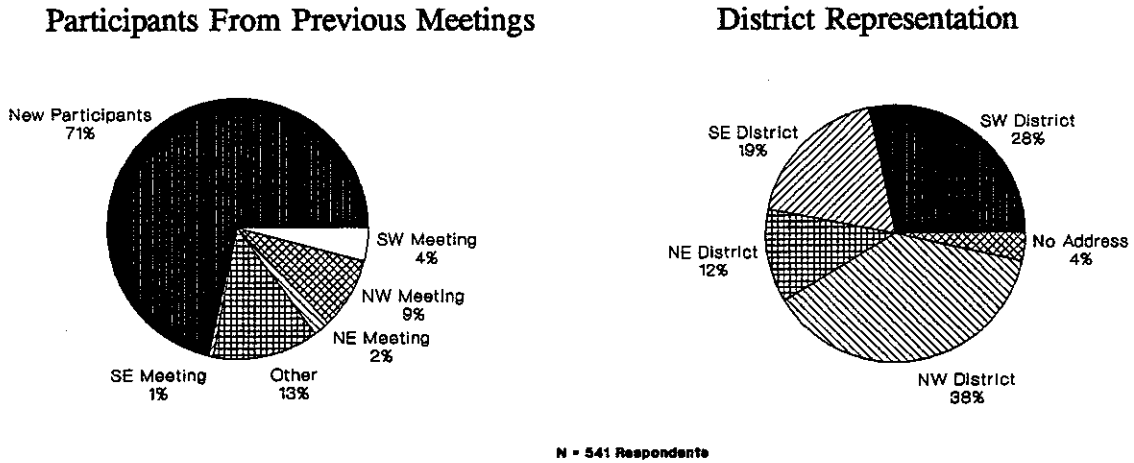 Participants From Previous Meetings
New Participants
71%
SW Meeting
4%
NW Meeting
9%
NE Meeting
2%
Other
13%
SE Meeting
1%
District Representation
SW District
28%
SE District
19%
NE District
12%
No Address
4%
NW District
38%
N = 541 Respondents